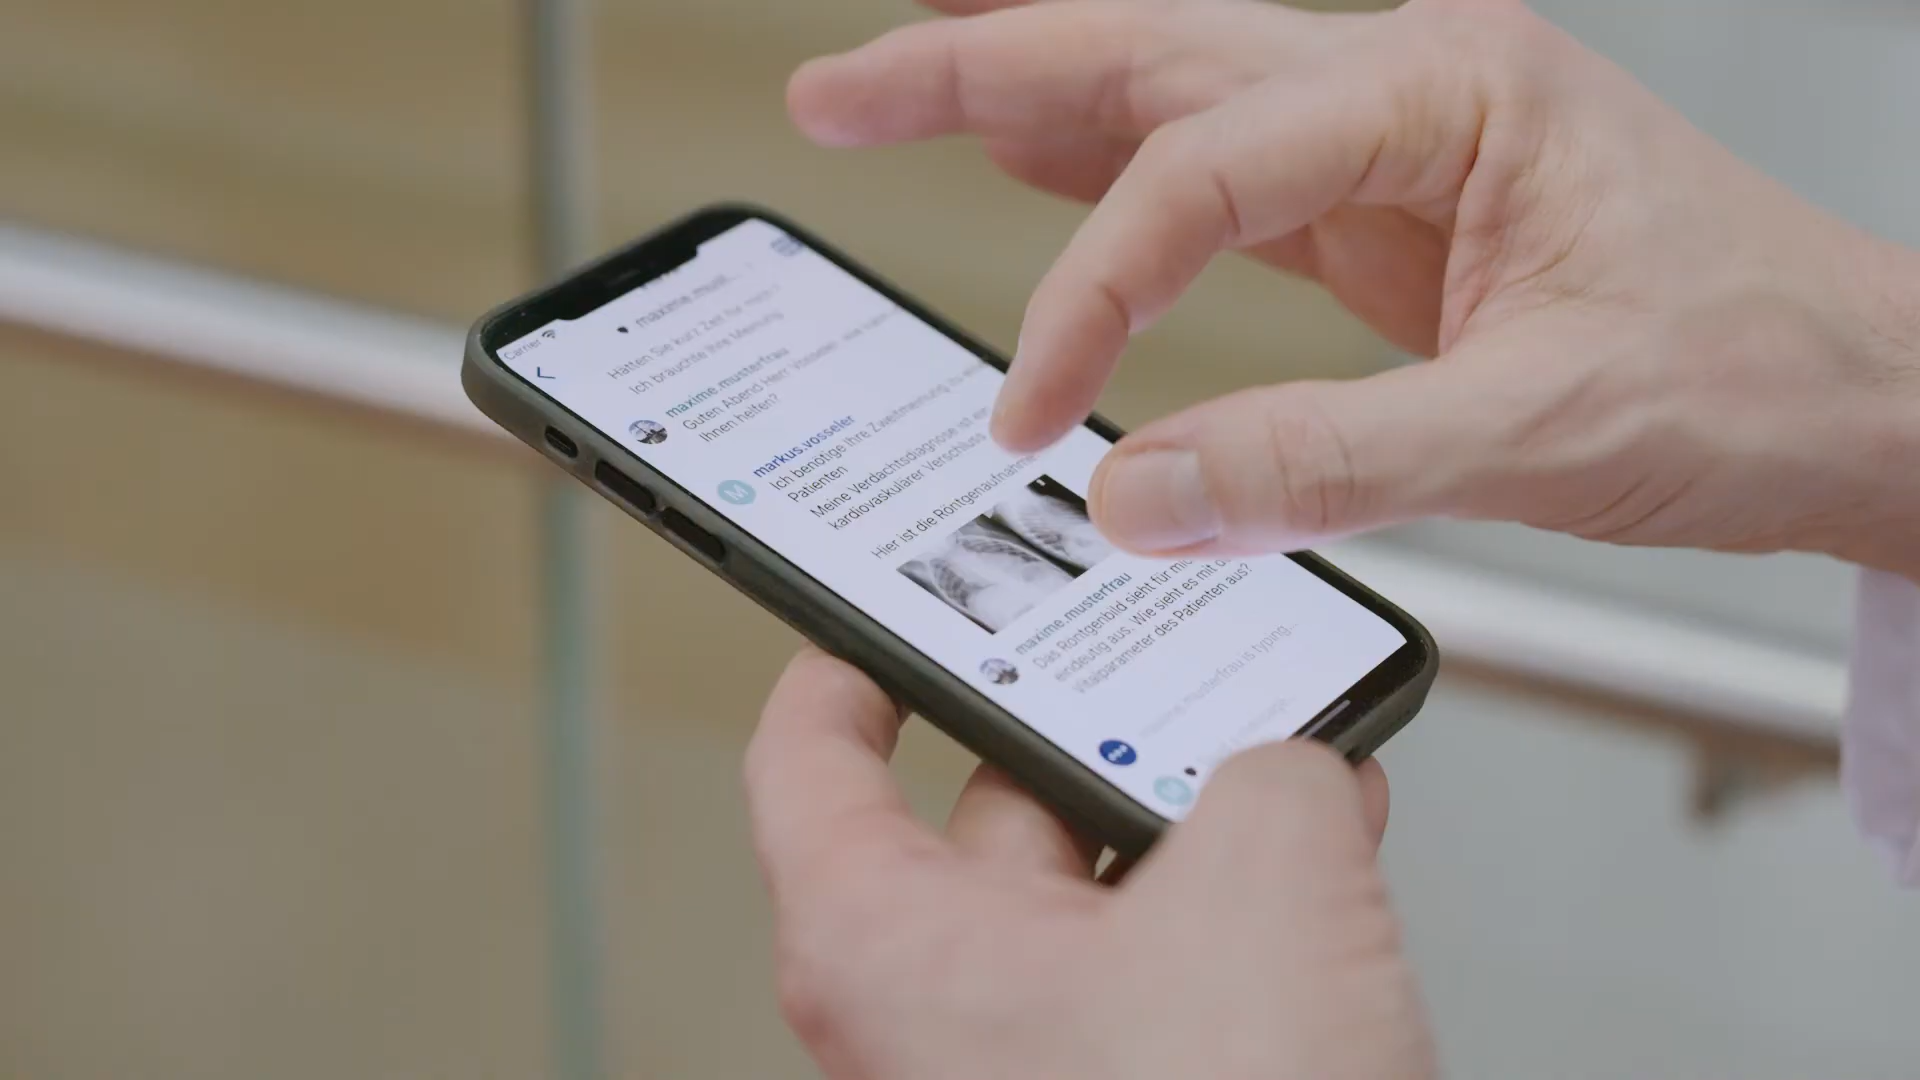 Carrier
maxime.must...
Hätten Sie kurz Zeit für mich?
Ich bräuchte Ihre Meinung
maxime.musterfrau
Guten Abend Herr Vosseler, wie kann
Ihnen helfen?
markus.vosseler
Ich benötige ihre Zweitmeinung zu
Patienten
Meine Verdachtsdiagnose ist ein
kardiovaskulärer Verschluss
Hier ist die Röntgenaufnahme
M
maxime.musterfrau
Das Röntgenbild sieht für
eindeutig aus. Wie sieht es mit
Vitalparameter des Patienten aus?
maxime.musterfrau is typing...
M